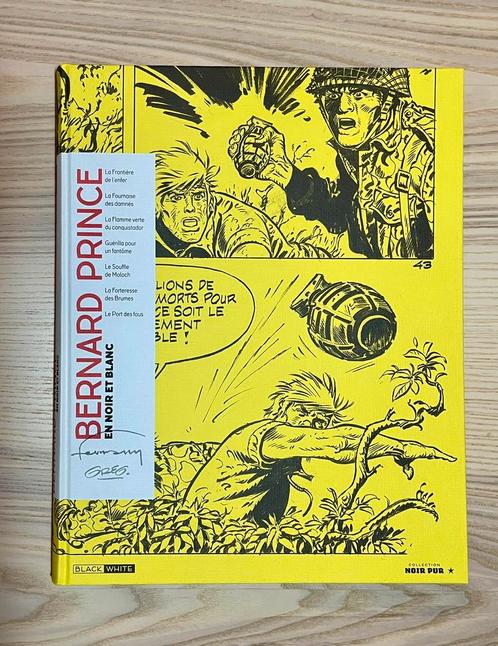 BERNARD PRINCE
EN NOIR ET BLANC
La Frontière
de l'enfer
La Fournaise
des damnés
La Flamme verte
du conquistador
Guérilla pour
un fantôme
Le Souffle
de Moloch
La Forteresse
des Brumes
Le Port des fous
Hermann
GREG.
43
LIONS DE
MORTS POUR
CE SOIT LE
EMENT
BLE !
BLACK WHITE
COLLECTION
NOIR PUR ★